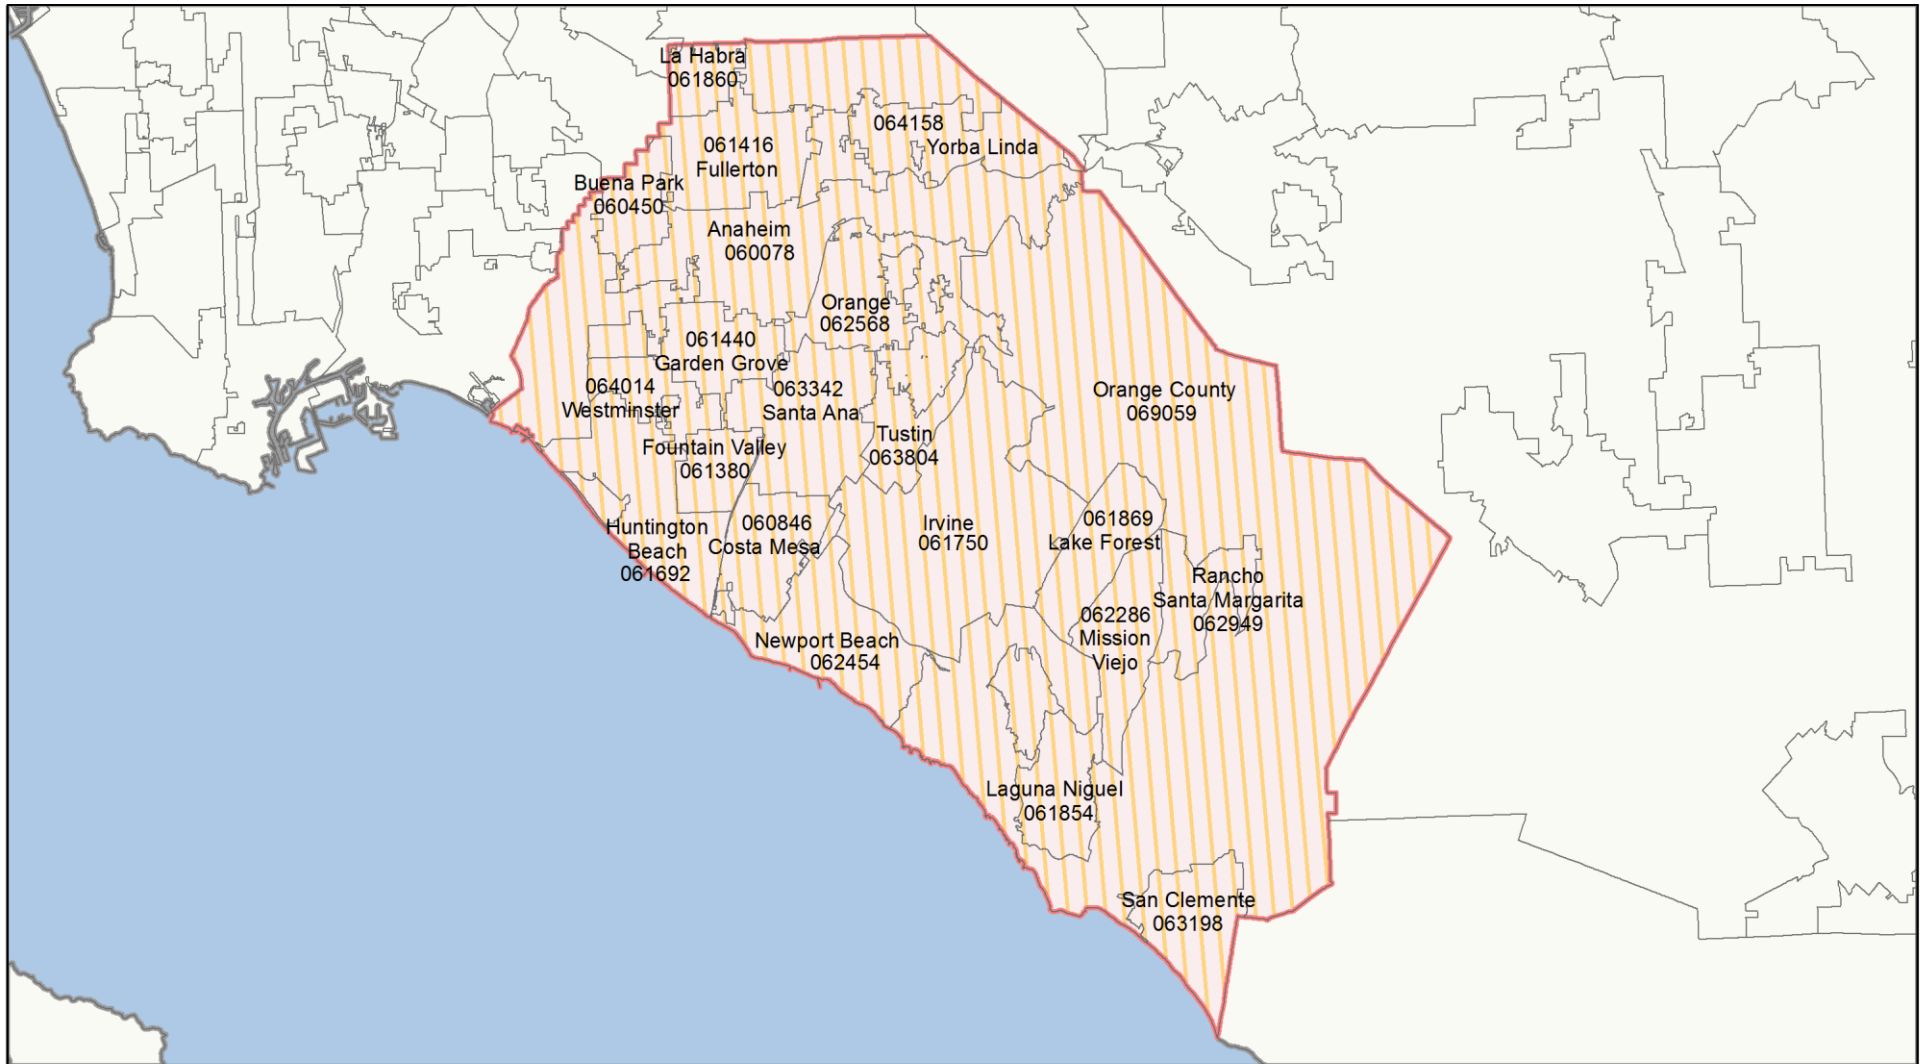 La Habra
061860
064158
Yorba Linda
061416
Fullerton
Buena Park
060450
Anaheim
060078
Orange
062568
061440
Garden Grove
064014
Westminster
063342
Santa Ana
Orange County
069059
Tustin
063804
Fountain Valley
061380
Huntington
Beach
061692
060846
Costa Mesa
Irvine
061750
061869
Lake Forest
Rancho
Santa Margarita
062949
062286
Mission
Viejo
Newport Beach
062454
Laguna Niguel
061854
San Clemente
063198